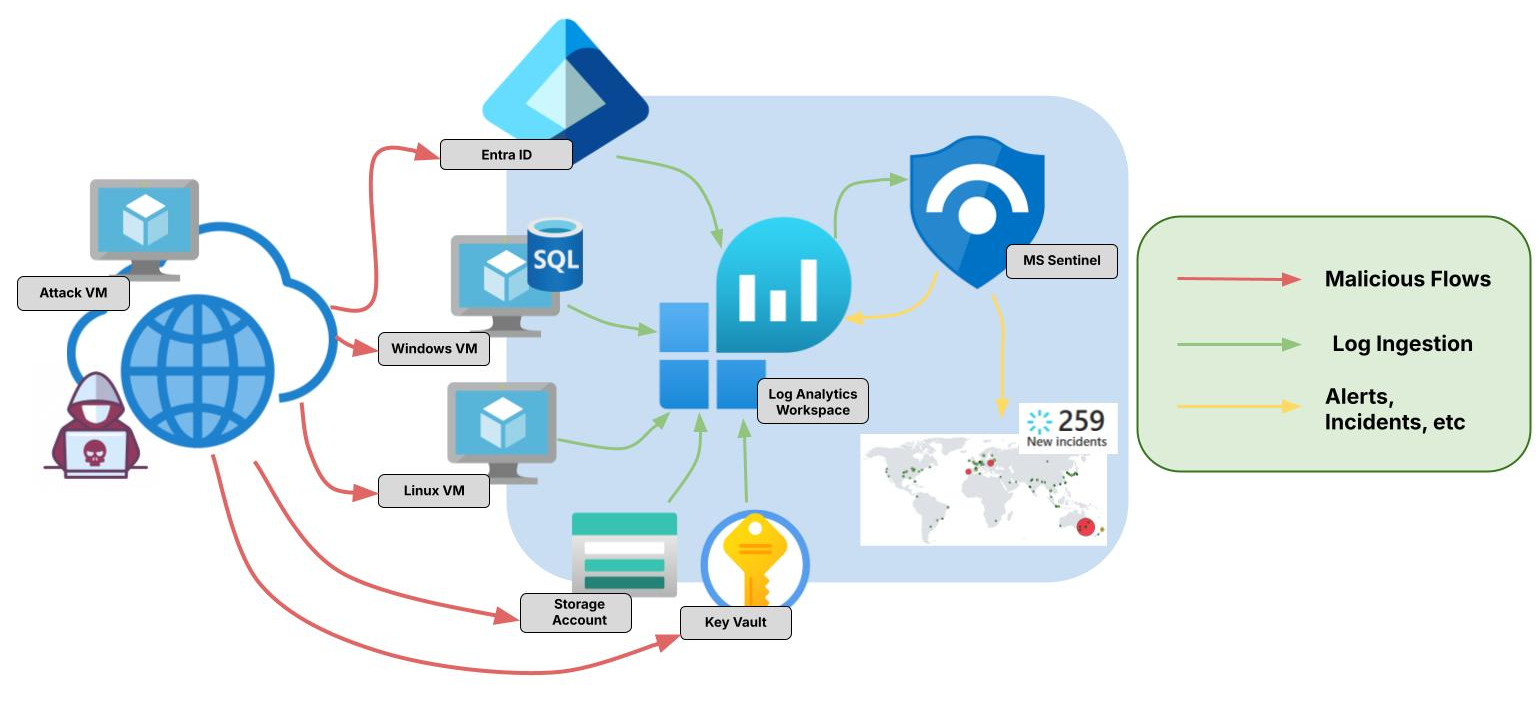 Entra ID
Attack VM
SQL
MS Sentinel
Windows VM
Log Analytics
Workspace
Linux VM
259
New incidents
Storage
Account
Key Vault
Malicious Flows
Log Ingestion
Alerts,
Incidents, etc